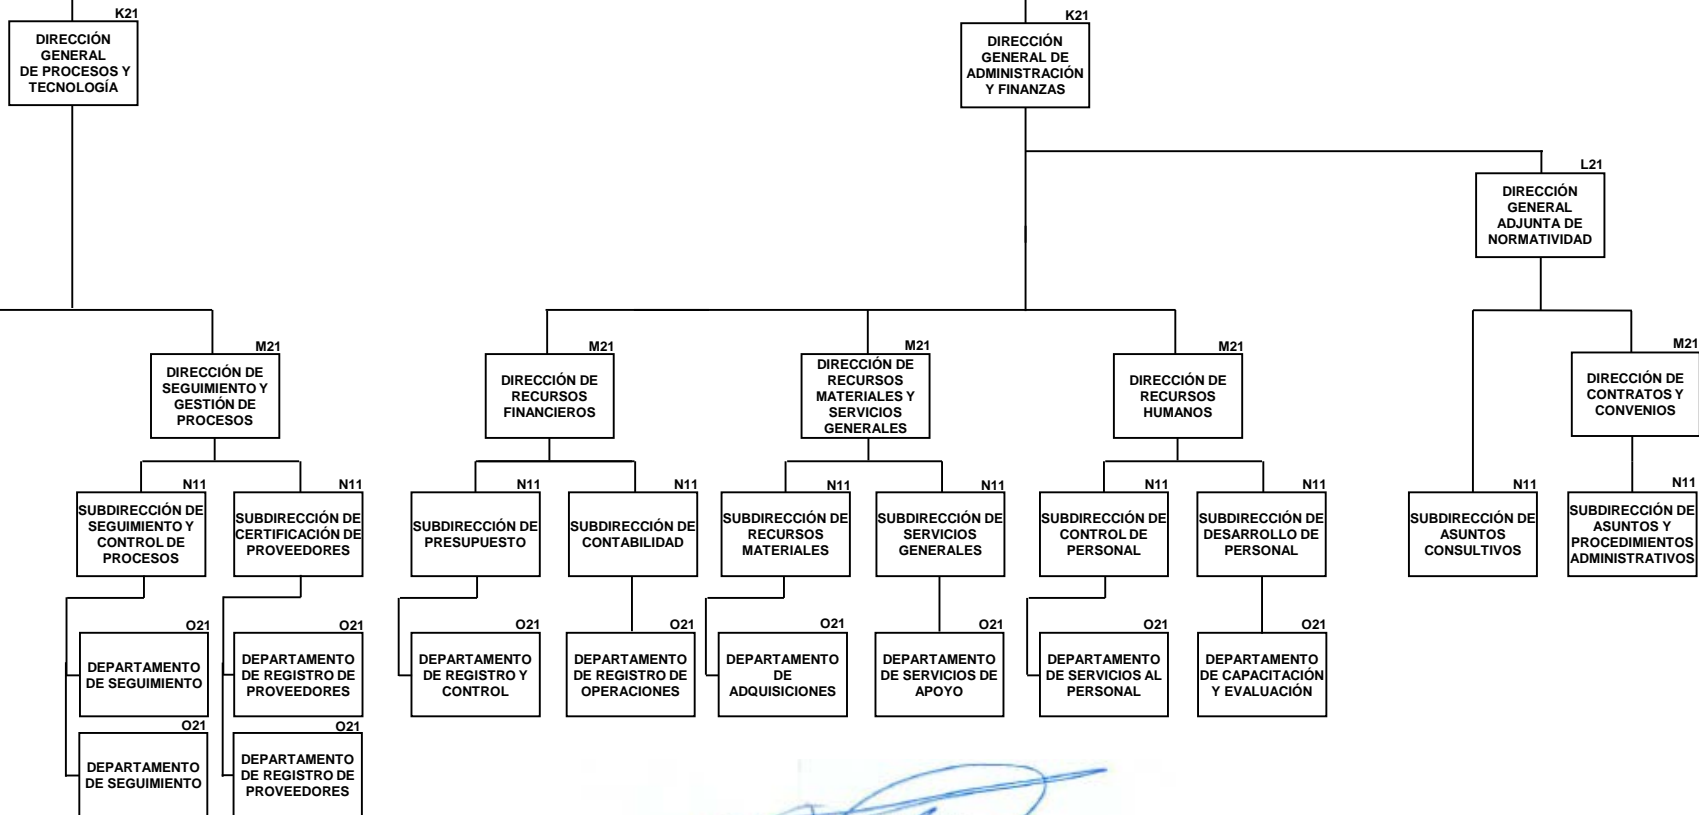 K21
DIRECCIÓN
GENERAL
DE PROCESOS Y
TECNOLOGÍA
K21
DIRECCIÓN
GENERAL DE
ADMINISTRACIÓN
Y FINANZAS
L21
DIRECCIÓN
GENERAL
ADJUNTA DE
NORMATIVIDAD
M21
DIRECCIÓN DE
SEGUIMIENTO Y
GESTIÓN DE
PROCESOS
M21
DIRECCIÓN DE
RECURSOS
FINANCIEROS
M21
DIRECCIÓN DE
RECURSOS
MATERIALES Y
SERVICIOS
GENERALES
M21
DIRECCIÓN DE
RECURSOS
HUMANOS
M21
DIRECCIÓN DE
CONTRATOS Y
CONVENIOS
N11
SUBDIRECCIÓN DE
SEGUIMIENTO Y
CONTROL DE
PROCESOS
N11
SUBDIRECCIÓN DE
CERTIFICACIÓN DE
PROVEEDORES
N11
SUBDIRECCIÓN DE
PRESUPUESTO
N11
SUBDIRECCIÓN DE
CONTABILIDAD
N11
SUBDIRECCIÓN DE
RECURSOS
MATERIALES
N11
SUBDIRECCIÓN DE
SERVICIOS
GENERALES
N11
SUBDIRECCIÓN DE
CONTROL DE
PERSONAL
N11
SUBDIRECCIÓN DE
DESARROLLO DE
PERSONAL
N11
SUBDIRECCIÓN DE
ASUNTOS
CONSULTIVOS
N11
SUBDIRECCIÓN DE
ASUNTOS Y
PROCEDIMIENTOS
ADMINISTRATIVOS
O21
DEPARTAMENTO
DE SEGUIMIENTO
O21
DEPARTAMENTO
DE REGISTRO DE
PROVEEDORES
O21
DEPARTAMENTO
DE REGISTRO Y
CONTROL
O21
DEPARTAMENTO
DE REGISTRO DE
OPERACIONES
O21
DEPARTAMENTO
DE
ADQUISICIONES
O21
DEPARTAMENTO
DE SERVICIOS DE
APOYO
O21
DEPARTAMENTO
DE SERVICIOS AL
PERSONAL
O21
DEPARTAMENTO
DE CAPACITACIÓN
Y EVALUACIÓN
O21
DEPARTAMENTO
DE SEGUIMIENTO
O21
DEPARTAMENTO
DE REGISTRO DE
PROVEEDORES